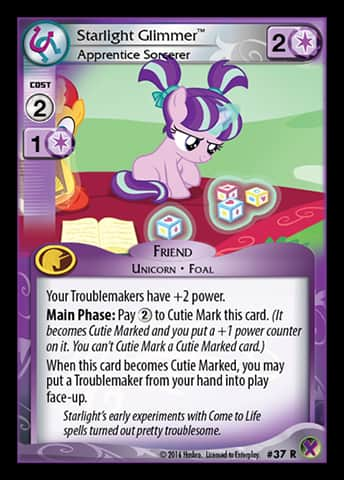 Starlight Glimmer™
Apprentice Sorcerer
2
COST
2
1
FRIEND
UNICORN • FOAL
Your Troublemakers have +2 power.
Main Phase: Pay 2 to Cutie Mark this card. (It
becomes Cutie Marked and you put a +1 power counter
on it. You can't Cutie Mark a Cutie Marked card.)
When this card becomes Cutie Marked, you may
put a Troublemaker from your hand into play
face-up.
Starlight's early experiments with Come to Life
spells turned out pretty troublesome.
© 2016 Hasbro. Licensed to Enterplay. #37 R